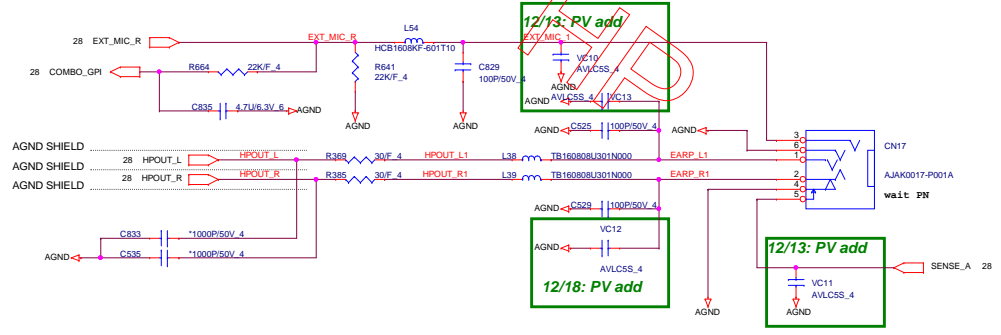 12/13: PV add
L54
28 EXT_MIC_R
EXT_MIC_R
EXT_MIC_1
HCB1608KF-601T10
28 COMBO_GPI
R664
22K/F_4
R641
22K/F_4
C829
100P/50V_4
VC10
AVLC5S_4
AGND
AVLC5S_4
VC13
C835
4.7U/6.3V_6
AGND
AGND
AGND
AGND
C525
100P/50V_4
AGND
3
6
1
2
4
5
CN17
AJAK0017-P001A
wait PN
AGND SHIELD
28 HPOUT_L
HPOUT_L
R369
30/F_4
HPOUT_L1
L38
TB160808U301N000
EARP_L1
AGND SHIELD
28 HPOUT_R
HPOUT_R
R385
30/F_4
HPOUT_R1
L39
TB160808U301N000
EARP_R1
AGND SHIELD
AGND
C529
100P/50V_4
VC12
AGND
AVLC5S_4
12/18: PV add
C833
*1000P/50V_4
AGND
C535
*1000P/50V_4
12/13: PV add
SENSE_A 28
VC11
AVLC5S_4
AGND
AGND